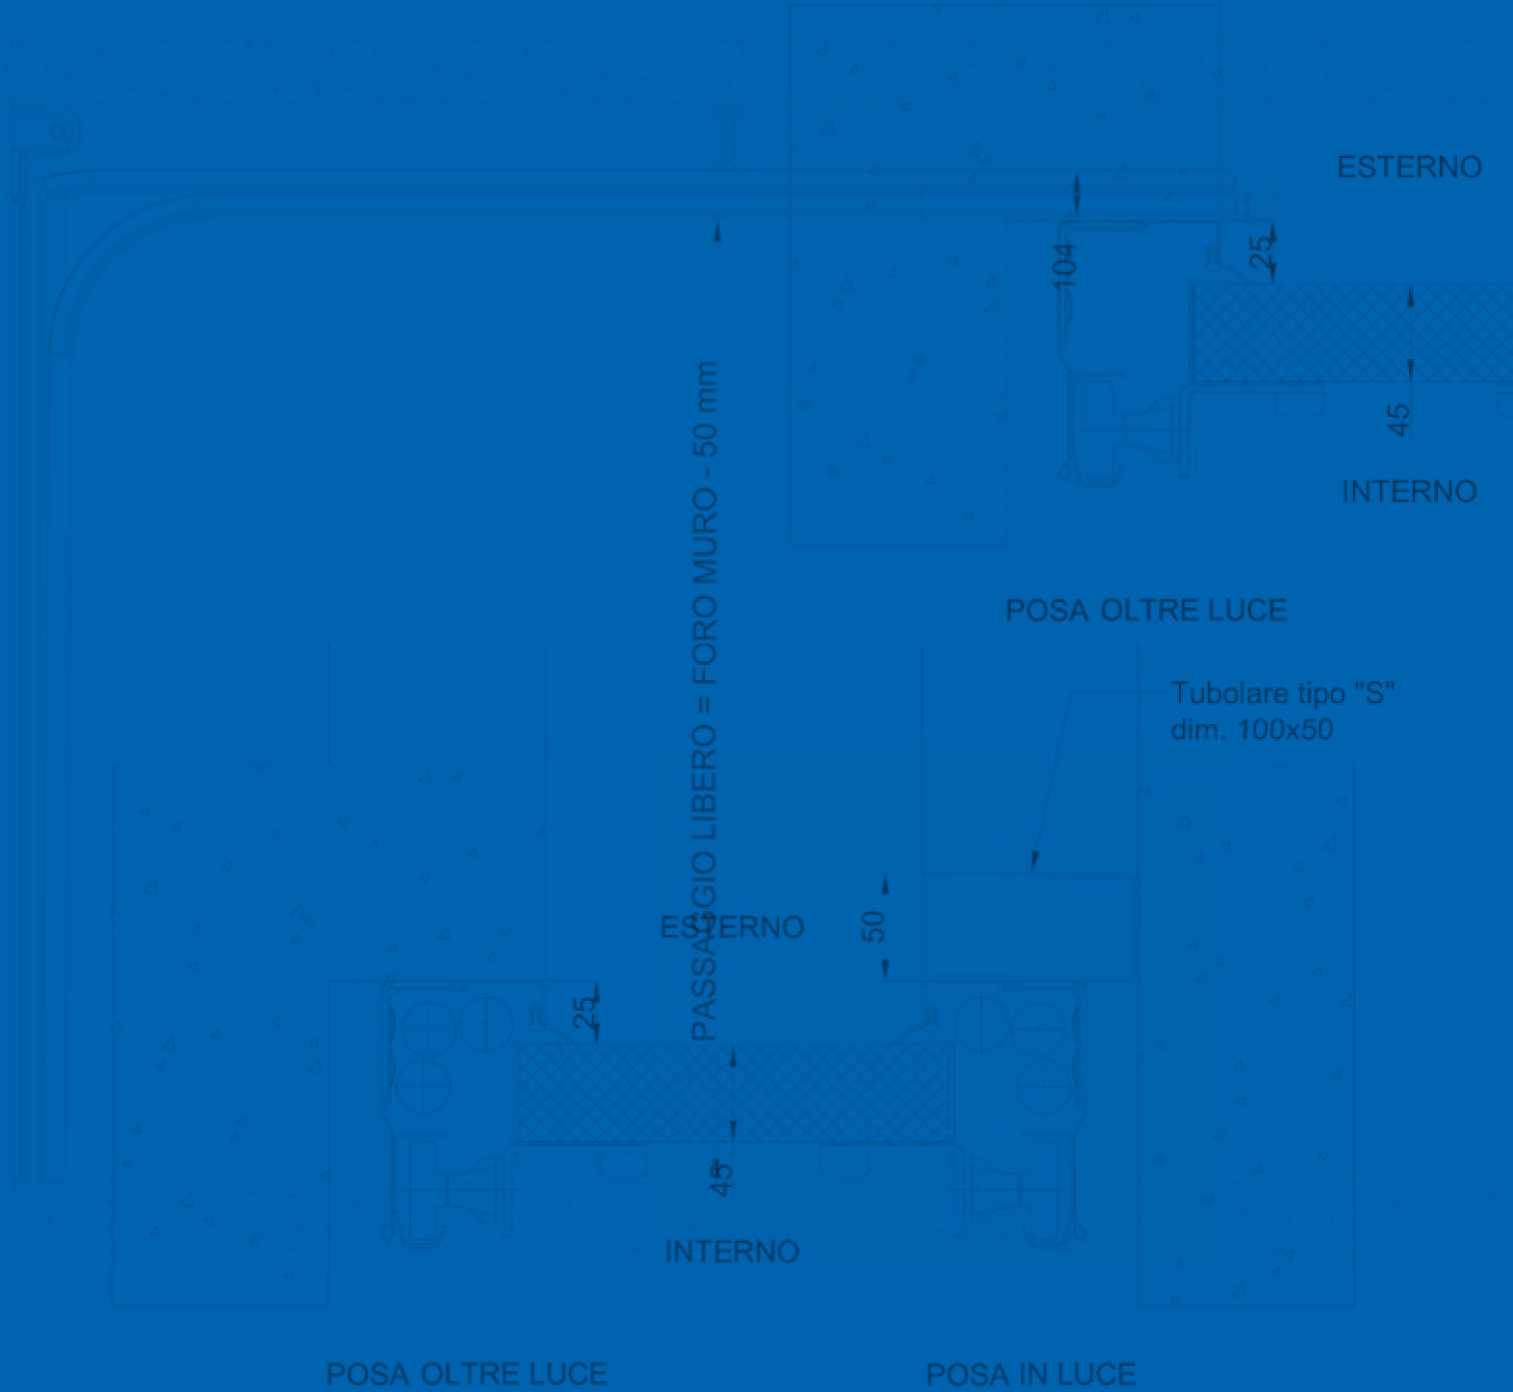 ESTERNO
104
25
45
INTERNO
PASSAGGIO LIBERO = FORO MURO - 50 mm
POSA OLTRE LUCE
Tubolare tipo "S"
dim. 100x50
ESTERNO
50
25
45
INTERNO
POSA OLTRE LUCE
POSA IN LUCE